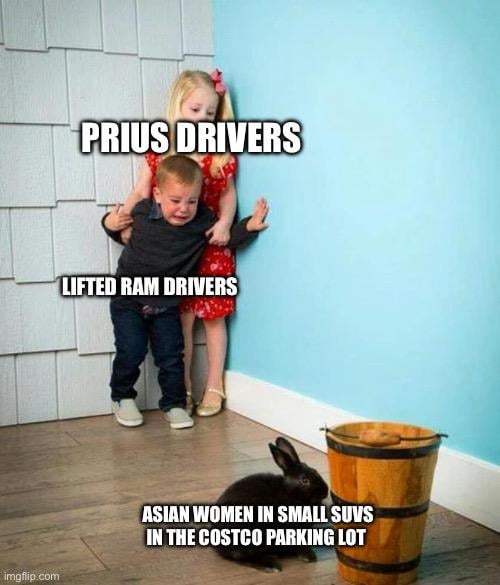 PRIUS DRIVERS
LIFTED RAM DRIVERS
ASIAN WOMEN IN SMALL SUVS
IN THE COSTCO PARKING LOT
imgflip.com